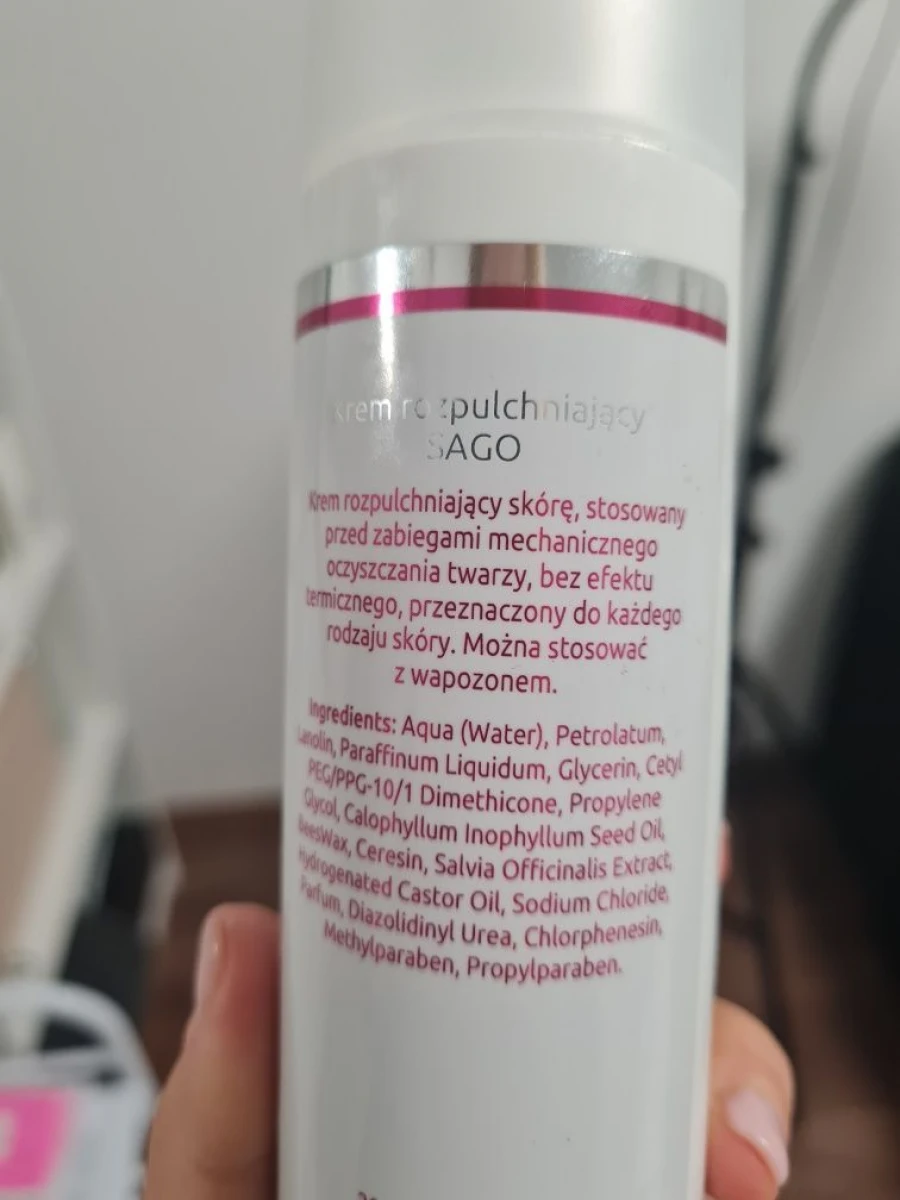 Krem rozpulchniający
SAGO
Krem rozpulchniający skórę, stosowany
przed zabiegami mechanicznego
oczyszczania twarzy, bez efektu
termicznego, przeznaczony do każdego
rodzaju skóry. Można stosować
z wapozonem.
Ingredients: Aqua (Water), Petrolatum,
Lanolin, Paraffinum Liquidum, Glycerin, Cetyl
PEG/PPG-10/1 Dimethicone, Propylene
Glycol, Calophyllum Inophyllum Seed Oil,
BeesWax, Ceresin, Salvia Officinalis Extract,
Hydrogenated Castor Oil, Sodium Chloride,
Parfum, Diazolidinyl Urea, Chlorphenesin,
Methylparaben, Propylparaben.